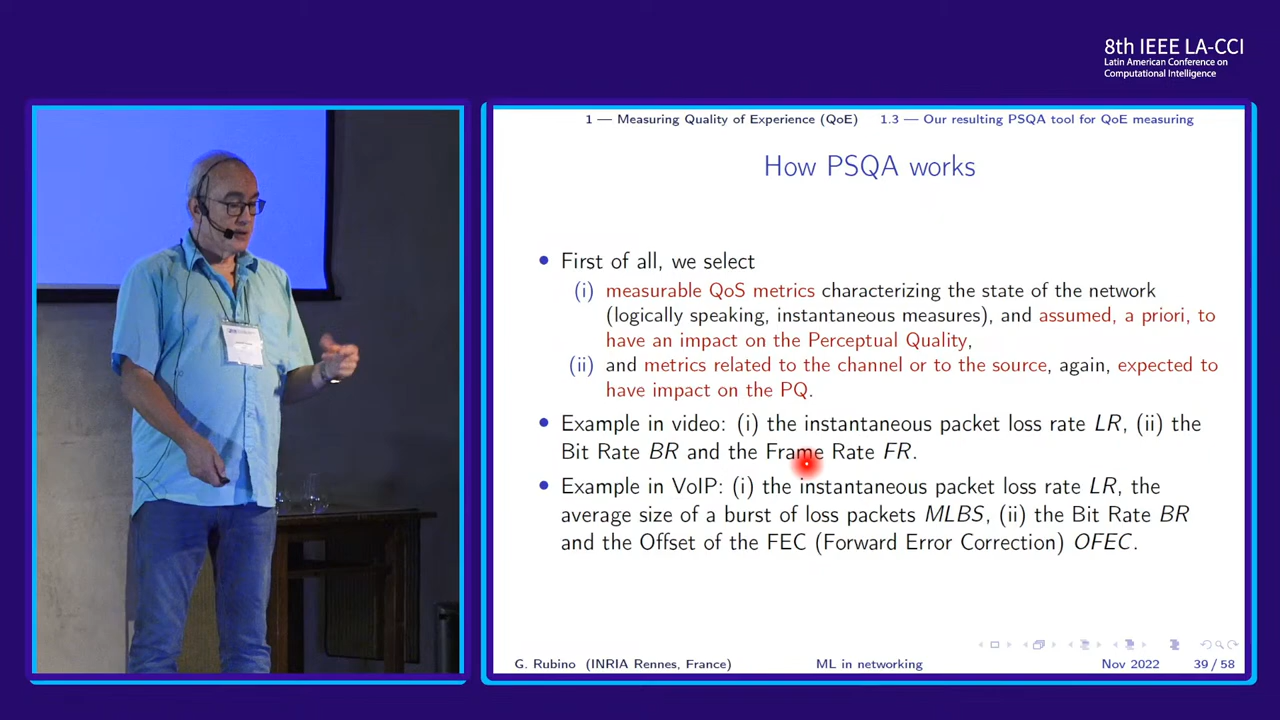 8th IEEE LA-CCI
Latin American Conference on
Computational Intelligence
1 — Measuring Quality of Experience (QoE) 1.3 — Our resulting PSQA tool for QoE measuring
How PSQA works
• First of all, we select
(i) measurable QoS metrics characterizing the state of the network
(logically speaking, instantaneous measures), and assumed, a priori, to
have an impact on the Perceptual Quality,
(ii) and metrics related to the channel or to the source, again, expected to
have impact on the PQ.
• Example in video: (i) the instantaneous packet loss rate LR, (ii) the
Bit Rate BR and the Frame Rate FR.
• Example in VoIP: (i) the instantaneous packet loss rate LR, the
average size of a burst of loss packets MLBS, (ii) the Bit Rate BR
and the Offset of the FEC (Forward Error Correction) OFEC.
G. Rubino (INRIA Rennes, France) ML in networking Nov 2022 39 / 58